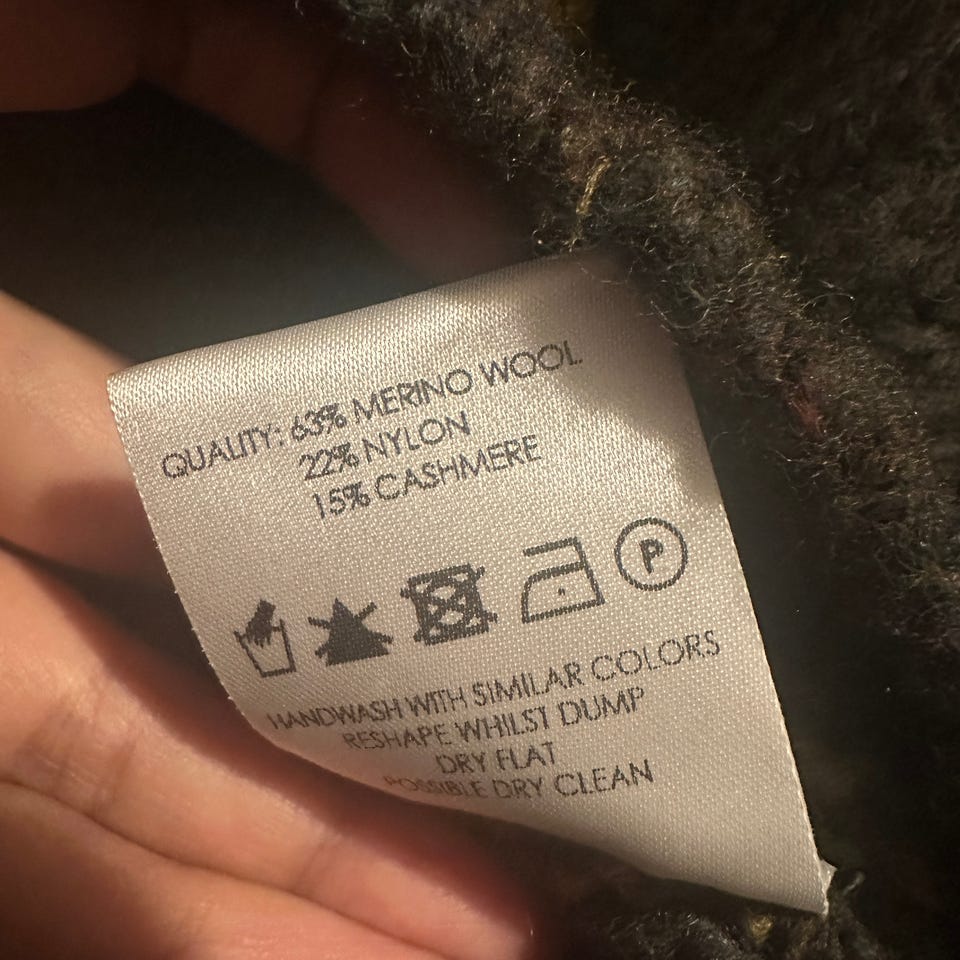 QUALITY: 63% MERINO WOOL
22% NYLON
15% CASHMERE
P
HANDWASH WITH SIMILAR COLORS
RESHAPE WHILST DUMP
DRY FLAT
POSSIBLE DRY CLEAN